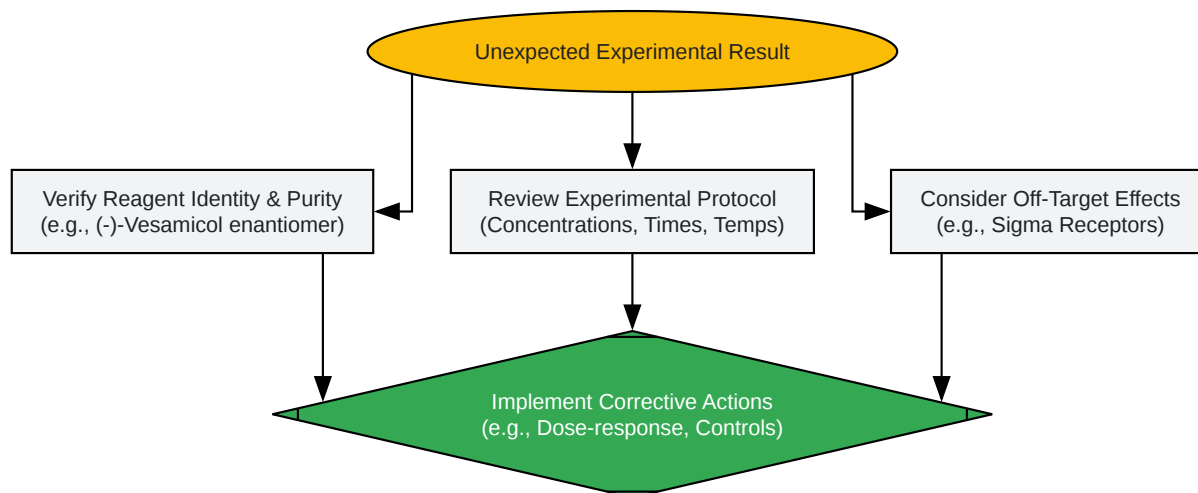 Unexpected Experimental Result
Verify Reagent Identity & Purity
(e.g., (-)-Vesamicol enantiomer)
Review Experimental Protocol
(Concentrations, Times, Temps)
Consider Off-Target Effects
(e.g., Sigma Receptors)
Implement Corrective Actions
(e.g., Dose-response, Controls)